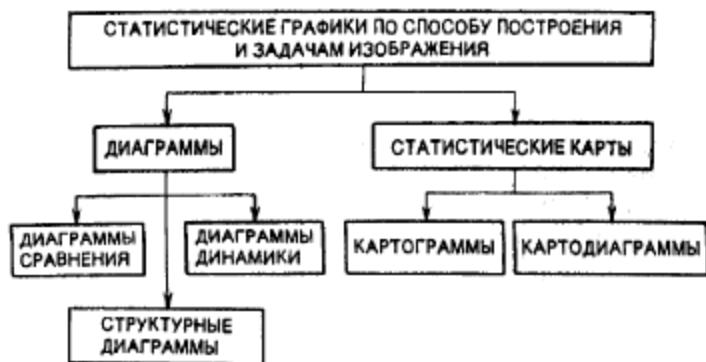 СТАТИСТИЧЕСКИЕ ГРАФИКИ ПО СПОСОБУ ПОСТРОЕНИЯ
И ЗАДАЧАМ ИЗОБРАЖЕНИЯ
ДИАГРАММЫ
СТАТИСТИЧЕСКИЕ КАРТЫ
ДИАГРАММЫ
СРАВНЕНИЯ
ДИАГРАММЫ
ДИНАМИКИ
КАРТОГРАММЫ
КАРТОДИАГРАММЫ
СТРУКТУРНЫЕ
ДИАГРАММЫ